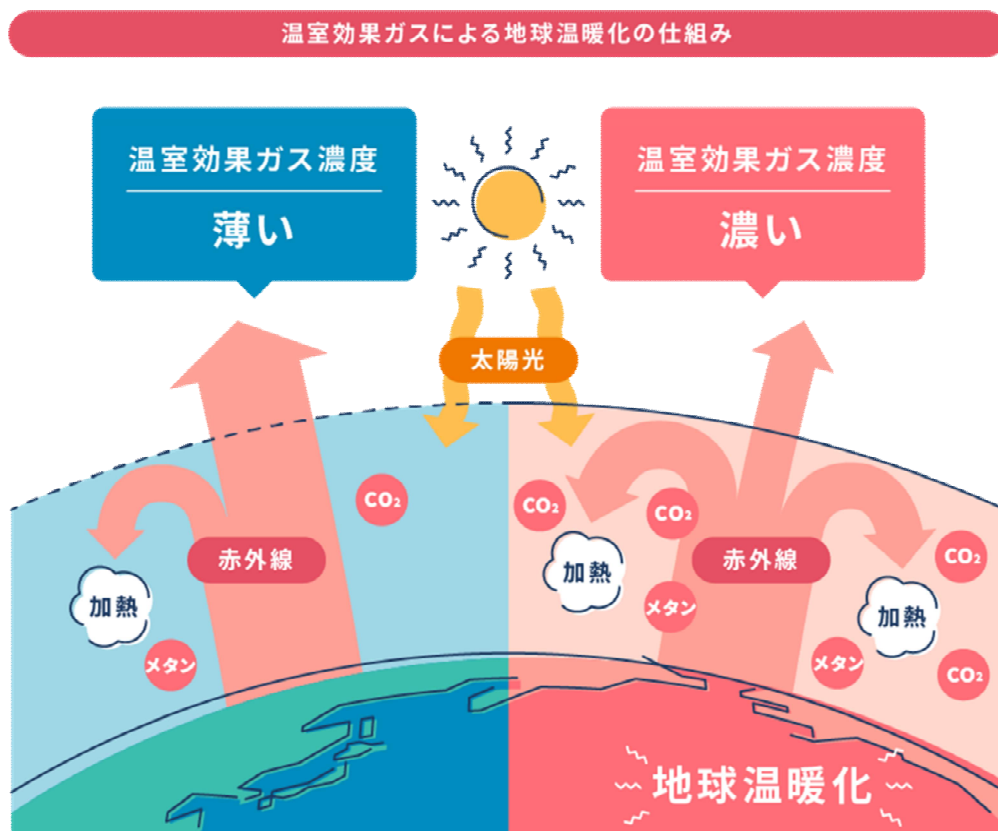 温室効果ガスによる地球温暖化の仕組み
温室効果ガス濃度
薄い
温室効果ガス濃度
濃い
太陽光
CO₂
CO₂
CO₂
赤外線
赤外線
CO₂
加熱
加熱
加熱
メタン
メタン
メタン
CO₂
地球温暖化